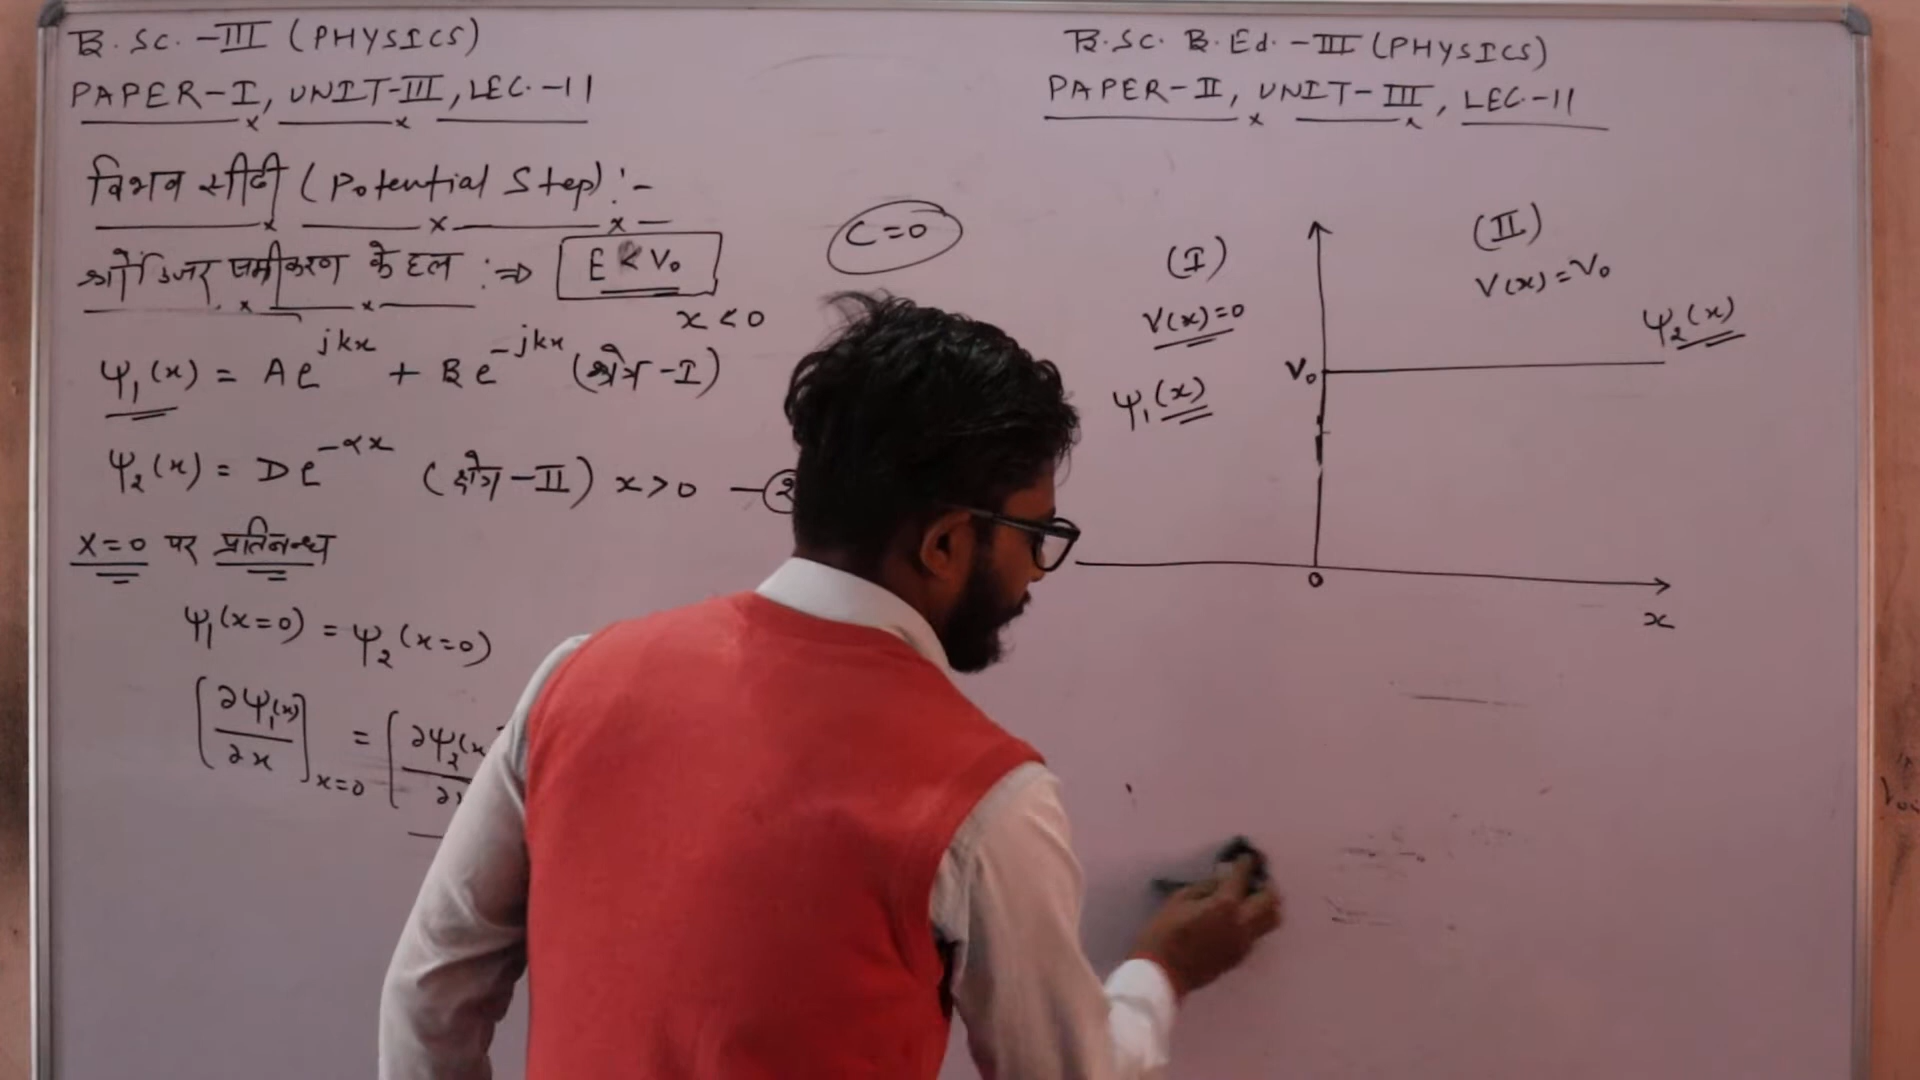 B.Sc.-III (PHYSICS)
PAPER-I, UNIT-III, LEC.-11
विभव सीढी (Potential Step):-
श्रोडिंजर समीकरण के हल :⇒ E < V₀
x < 0
ψ₁(x) = Ae^{jkx} + Be^{-jkx} (क्षेत्र-I)
ψ₂(x) = De^{-αx} (क्षेत्र-II) x > 0 —②
x=0 पर प्रतिबन्ध
ψ₁(x=0) = ψ₂(x=0)
[∂ψ₁(x)/∂x]ₓ₌₀ = [∂ψ₂(x
C=0
B.Sc. B.Ed.-III (PHYSICS)
PAPER-II, UNIT-III, LEC.-11
(I)
V(x)=0
ψ₁(x)
(II)
V(x)=V₀
ψ₂(x)
V₀
0
x